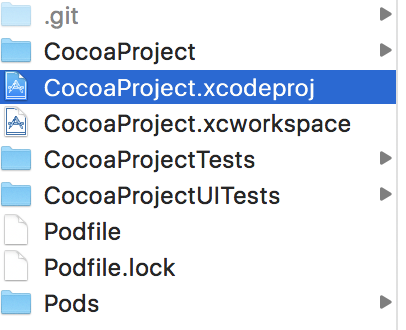 .git
CocoaProject
CocoaProject.xcodeproj
CocoaProject.xcworkspace
CocoaProjectTests
CocoaProjectUITests
Podfile
Podfile.lock
Pods